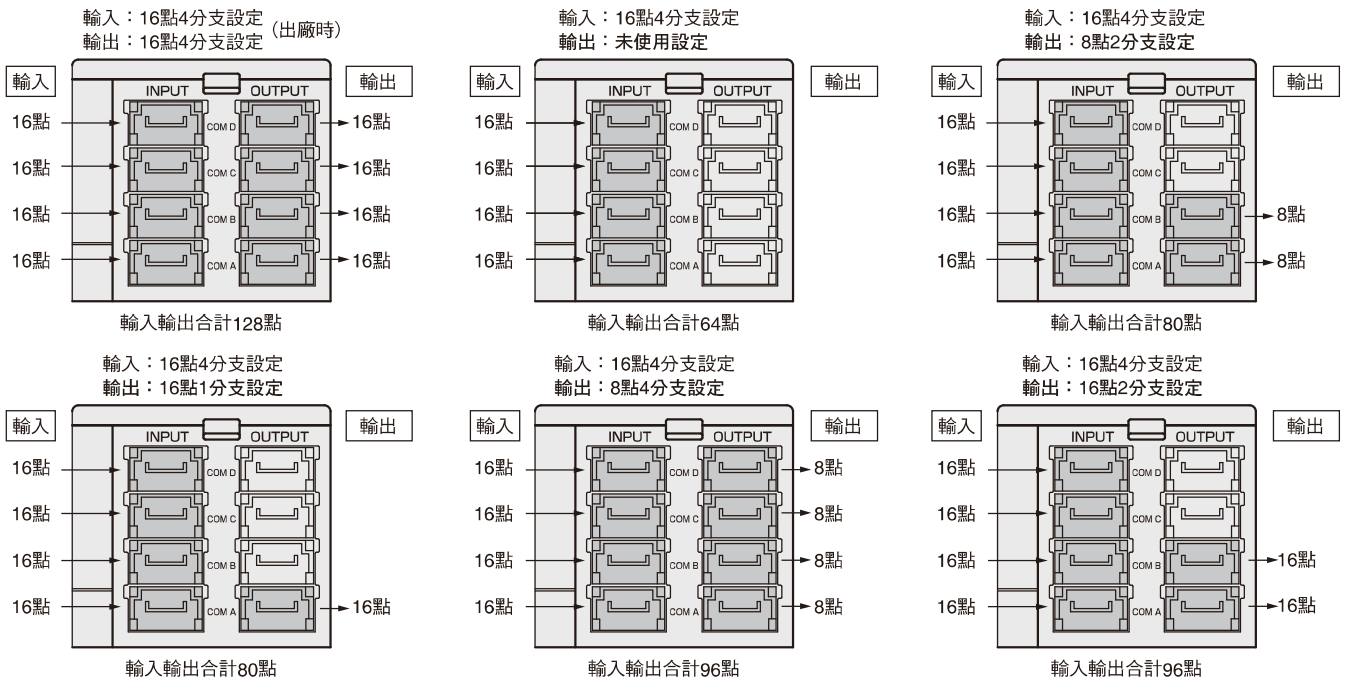 輸入：16點4分支設定
輸出：16點4分支設定
(出廠時)
輸入
輸出
INPUT
OUTPUT
16點
COM D
16點
16點
COM C
16點
16點
COM B
16點
16點
COM A
16點
輸入輸出合計128點
輸入：16點4分支設定
輸出：未使用設定
輸入
輸出
INPUT
OUTPUT
16點
COM D
16點
COM C
16點
COM B
16點
COM A
輸入輸出合計64點
輸入：16點4分支設定
輸出：8點2分支設定
輸入
輸出
INPUT
OUTPUT
16點
COM D
16點
COM C
16點
COM B
8點
16點
COM A
8點
輸入輸出合計80點
輸入：16點4分支設定
輸出：16點1分支設定
輸入
輸出
INPUT
OUTPUT
16點
COM D
16點
COM C
16點
COM B
16點
COM A
16點
輸入輸出合計80點
輸入：16點4分支設定
輸出：8點4分支設定
輸入
輸出
INPUT
OUTPUT
16點
COM D
8點
16點
COM C
8點
16點
COM B
8點
16點
COM A
8點
輸入輸出合計96點
輸入：16點4分支設定
輸出：16點2分支設定
輸入
輸出
INPUT
OUTPUT
16點
COM D
16點
COM C
16點
COM B
16點
16點
COM A
16點
輸入輸出合計96點